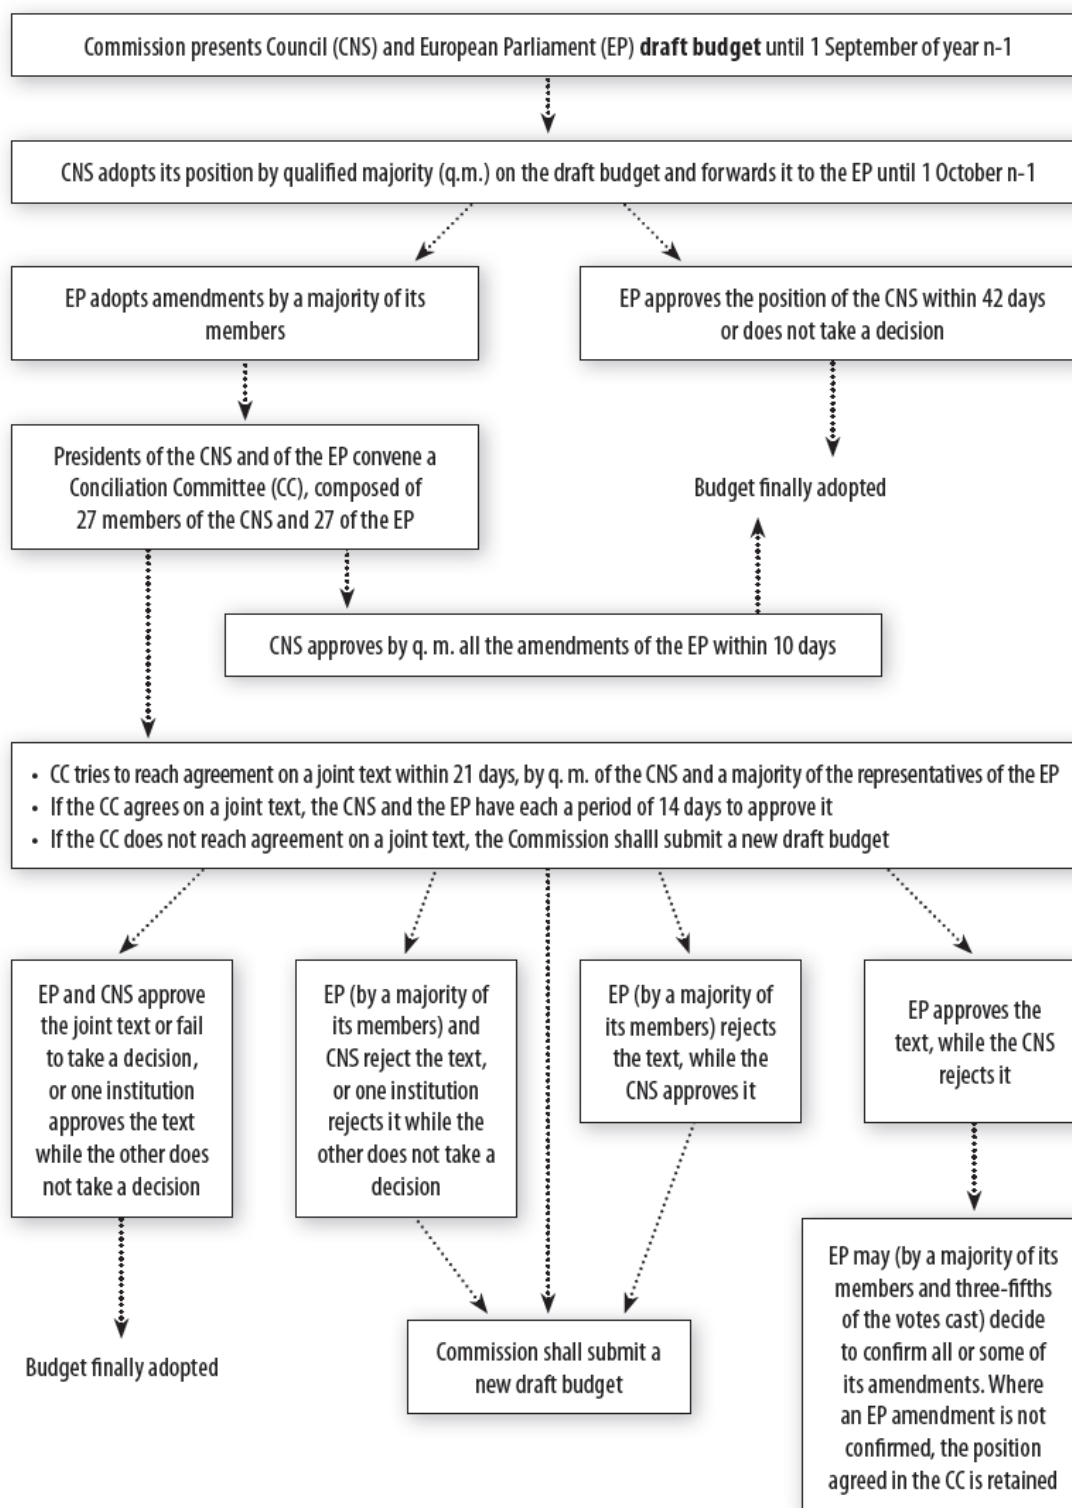 Commission presents Council (CNS) and European Parliament (EP) draft budget until 1 September of year n-1
CNS adopts its position by qualified majority (q.m.) on the draft budget and forwards it to the EP until 1 October n-1
EP adopts amendments by a majority of its
members
EP approves the position of the CNS within 42 days
or does not take a decision
Presidents of the CNS and of the EP convene a
Conciliation Committee (CC), composed of
27 members of the CNS and 27 of the EP
Budget finally adopted
CNS approves by q. m. all the amendments of the EP within 10 days
• CC tries to reach agreement on a joint text within 21 days, by q. m. of the CNS and a majority of the representatives of the EP
• If the CC agrees on a joint text, the CNS and the EP have each a period of 14 days to approve it
• If the CC does not reach agreement on a joint text, the Commission shalll submit a new draft budget
EP and CNS approve
the joint text or fail
to take a decision,
or one institution
approves the text
while the other does
not take a decision
EP (by a majority of
its members) and
CNS reject the text,
or one institution
rejects it while the
other does not take a
decision
EP (by a majority of
its members) rejects
the text, while the
CNS approves it
EP approves the
text, while the CNS
rejects it
Budget finally adopted
Commission shall submit a
new draft budget
EP may (by a majority of its
members and three-fifths
of the votes cast) decide
to confirm all or some of
its amendments. Where
an EP amendment is not
confirmed, the position
agreed in the CC is retained